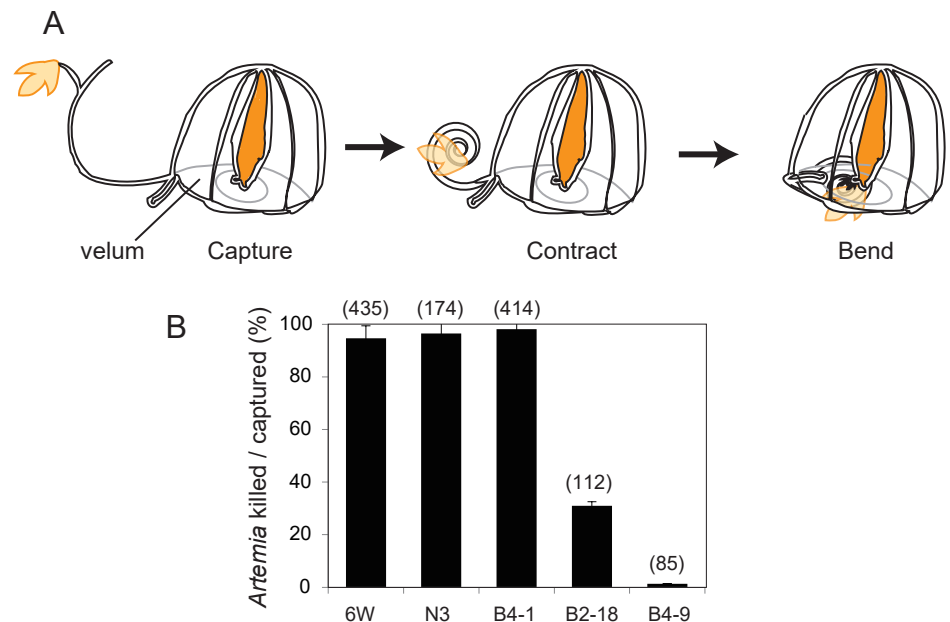 A
velum
Capture
Contract
Bend
B
Artemia killed / captured (%)
(435) (174) (414)
(112)
(85)
100
80
60
40
20
0
6W N3 B4-1 B2-18 B4-9